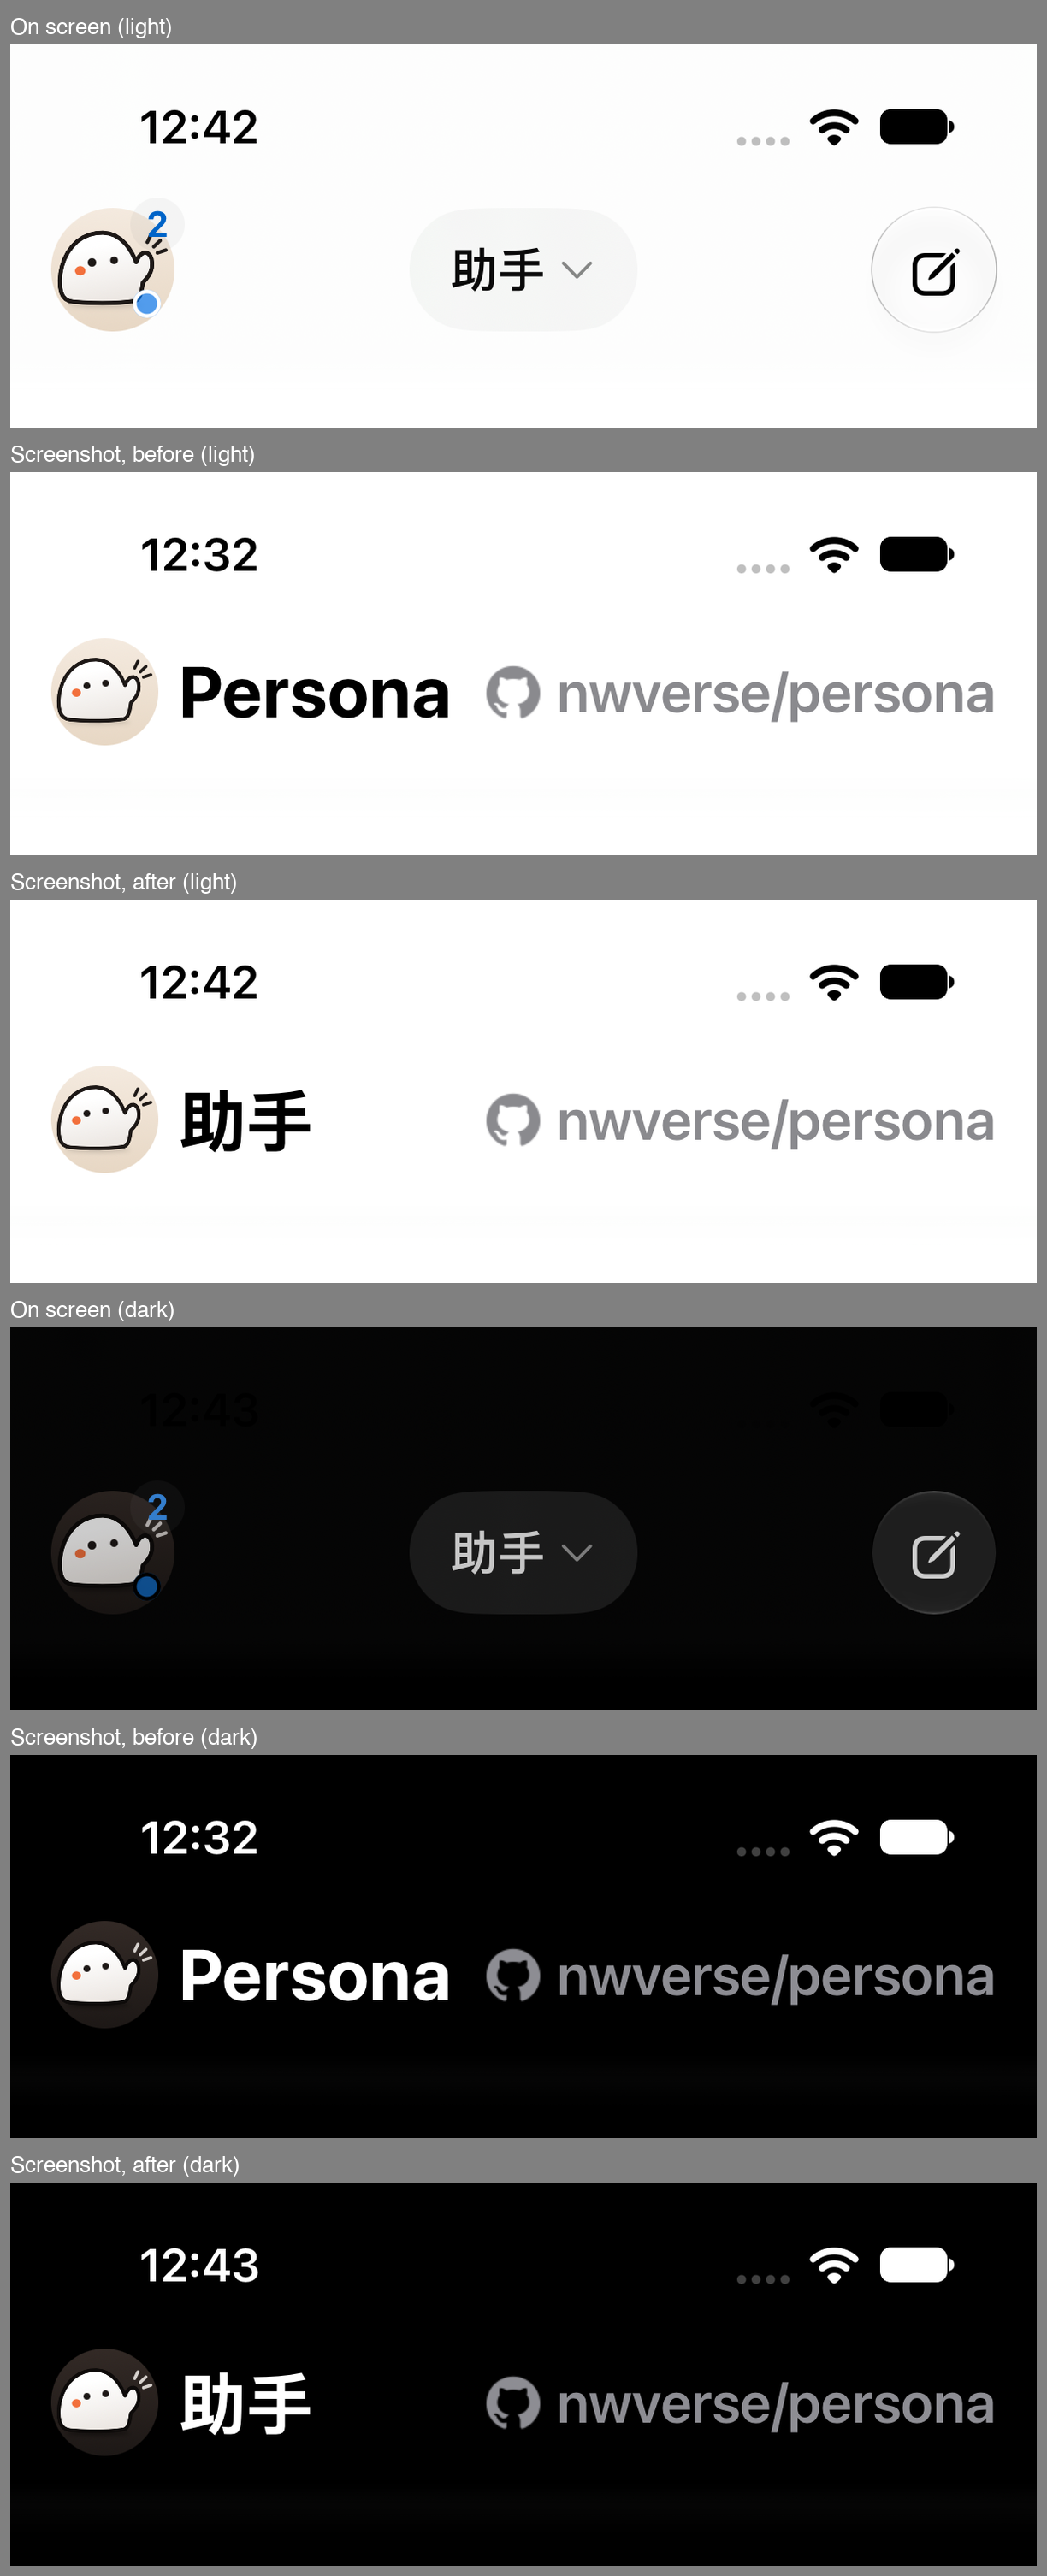 On screen (light)
12:42
2
助手
Screenshot, before (light)
12:32
Persona nwverse/persona
Screenshot, after (light)
12:42
助手 nwverse/persona
On screen (dark)
12:43
2
助手
Screenshot, before (dark)
12:32
Persona nwverse/persona
Screenshot, after (dark)
12:43
助手 nwverse/persona